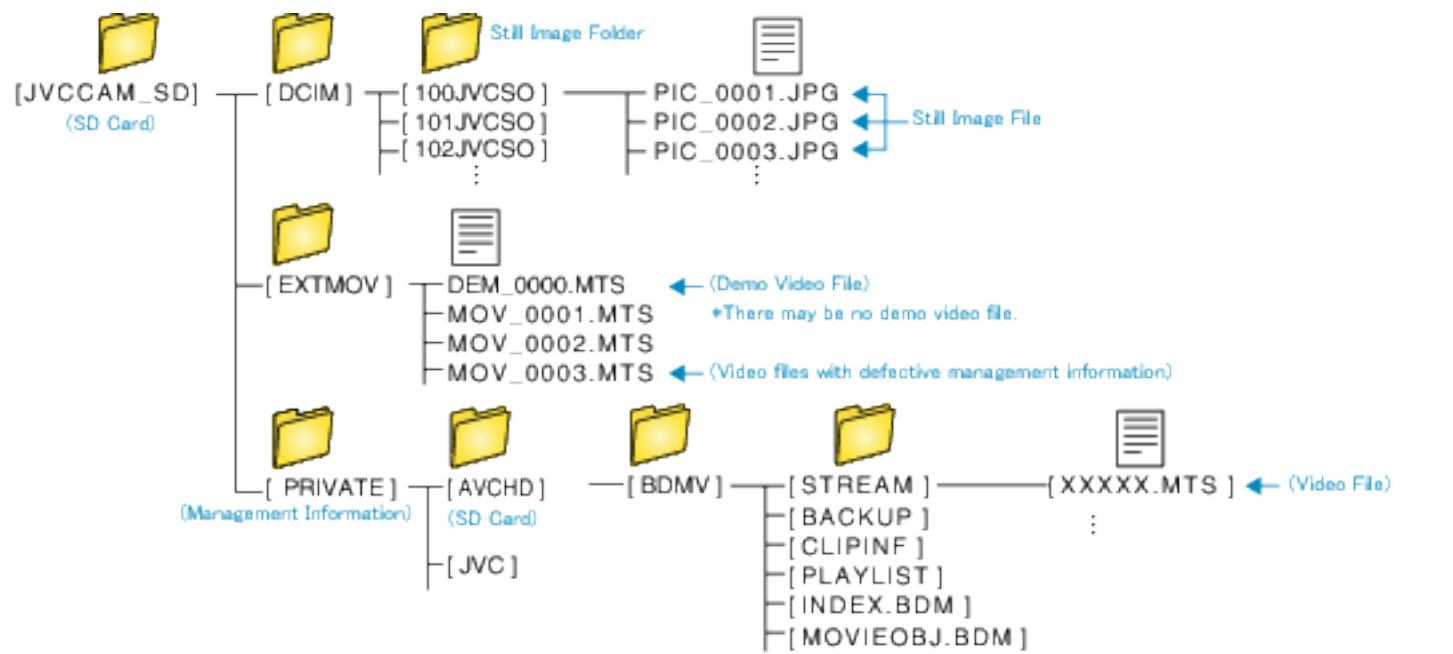 Still Image Folder
[JVCCAM_SD] [ DCIM ] [ 100JVCSO ] PIC_0001.JPG
(SD Card) [ 101JVCSO ] PIC_0002.JPG Still Image File
[ 102JVCSO ] PIC_0003.JPG
[ EXTMOV ] DEM_0000.MTS (Demo Video File)
MOV_0001.MTS *There may be no demo video file.
MOV_0002.MTS
MOV_0003.MTS (Video files with defective management information)
[ PRIVATE ] [ AVCHD ] [ BDMV ] [ STREAM ] [ XXXXX.MTS ] (Video File)
(Management Information) (SD Card) [ BACKUP ]
[ CLIPINF ]
[ JVC ] [ PLAYLIST ]
[ INDEX.BDM ]
[ MOVIEOBJ.BDM ]